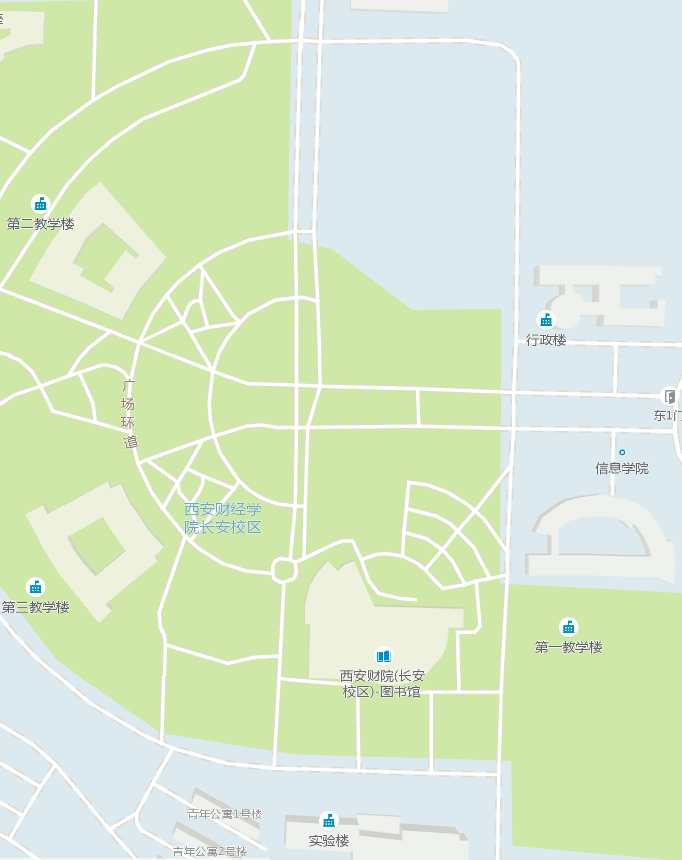 第二教学楼
行政楼
广
场
环
道
东1门
信息学院
西安财经学
院长安校区
第三教学楼
第一教学楼
西安财院(长安
校区)-图书馆
青年公寓1号楼
实验楼
青年公寓2号楼